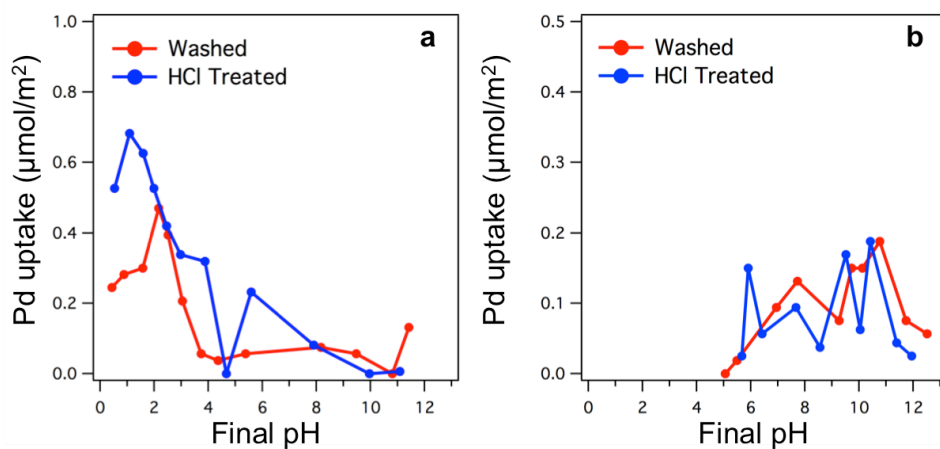 a
Washed
HCl Treated
Pd uptake (μmol/m²)
1.0
0.8
0.6
0.4
0.2
0.0
0 2 4 6 8 10 12
Final pH
b
Washed
HCl Treated
Pd uptake (μmol/m²)
0.5
0.4
0.3
0.2
0.1
0.0
0 2 4 6 8 10 12
Final pH